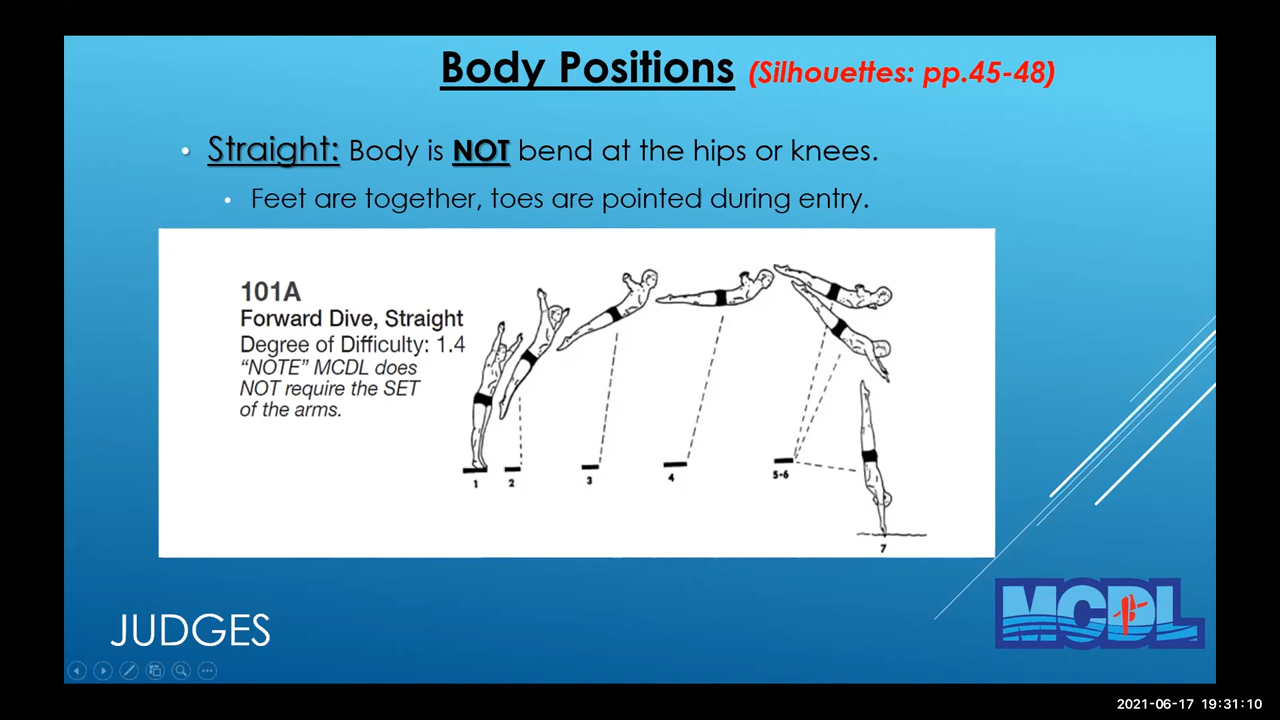 Body Positions (Silhouettes: pp.45-48)
• Straight: Body is NOT bend at the hips or knees.
• Feet are together, toes are pointed during entry.
101A
Forward Dive, Straight
Degree of Difficulty: 1.4
“NOTE” MCDL does
NOT require the SET
of the arms.
1 2 3 4 5-6
7
JUDGES
MCDL
2021-06-17 19:31:10